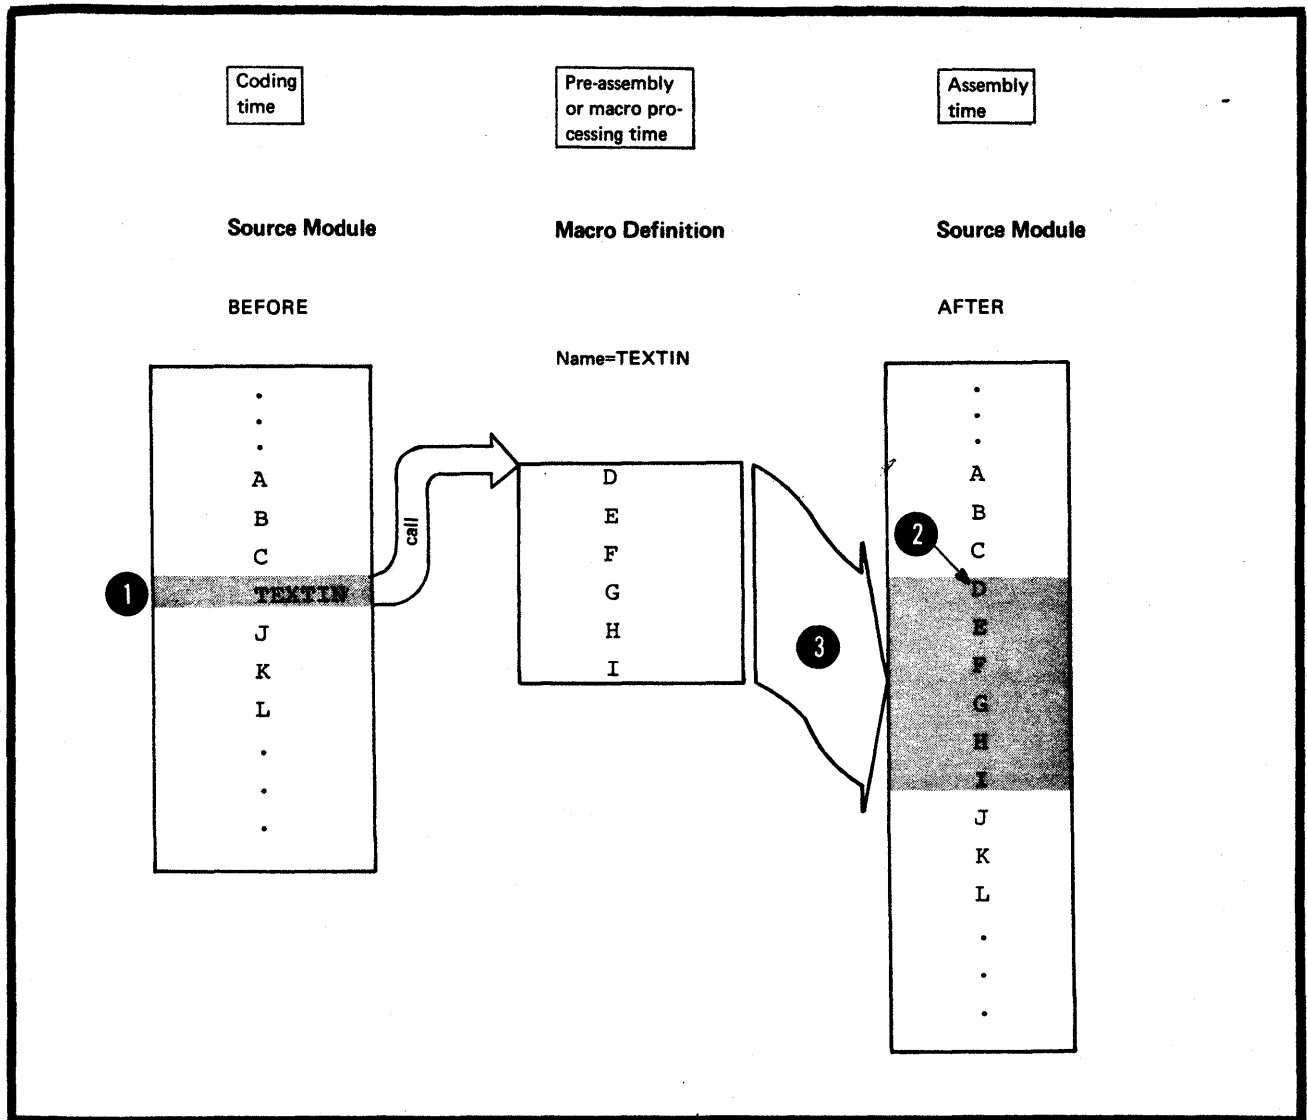 Coding
time
Pre-assembly
or macro pro-
cessing time
Assembly
time
Source Module
Macro Definition
Source Module
BEFORE
AFTER
Name=TEXTIN
.
.
.
A
B
C
1
TEXTIN
J
K
L
.
.
.
call
D
E
F
G
H
I
3
.
.
.
A
B
C
2
D
E
F
G
H
I
J
K
L
.
.
.